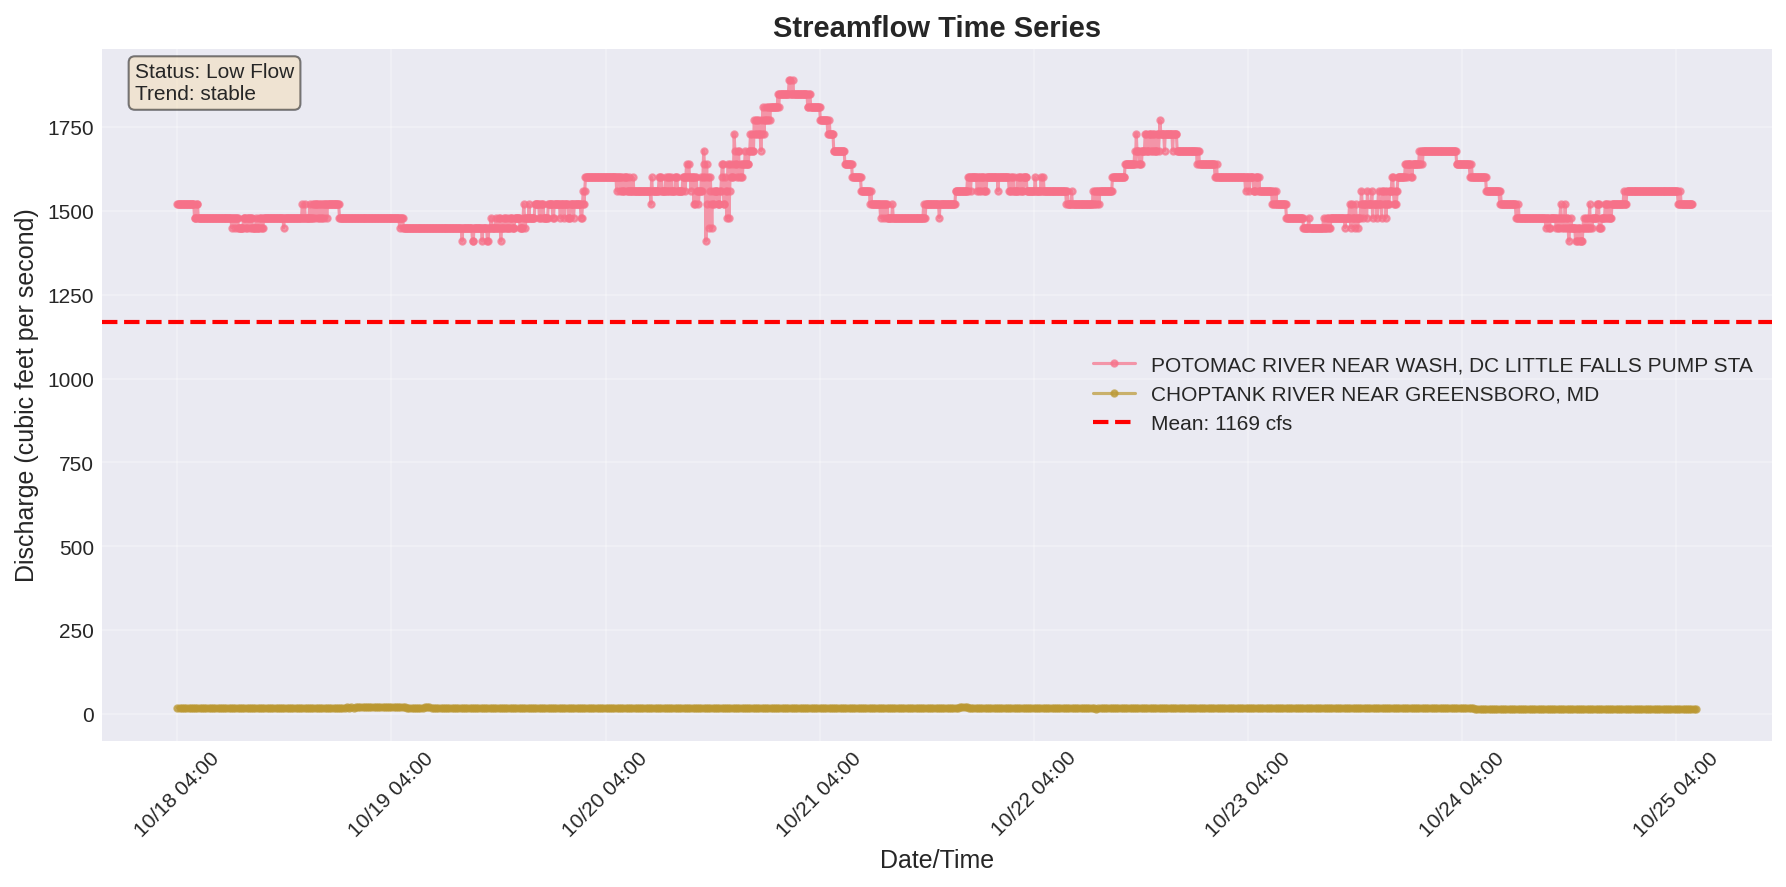 Streamflow Time Series
Status: Low Flow
Trend: stable
Discharge (cubic feet per second)
1750
1500
1250
1000
750
500
250
0
POTOMAC RIVER NEAR WASH, DC LITTLE FALLS PUMP STA
CHOPTANK RIVER NEAR GREENSBORO, MD
Mean: 1169 cfs
10/18 04:00
10/19 04:00
10/20 04:00
10/21 04:00
10/22 04:00
10/23 04:00
10/24 04:00
10/25 04:00
Date/Time